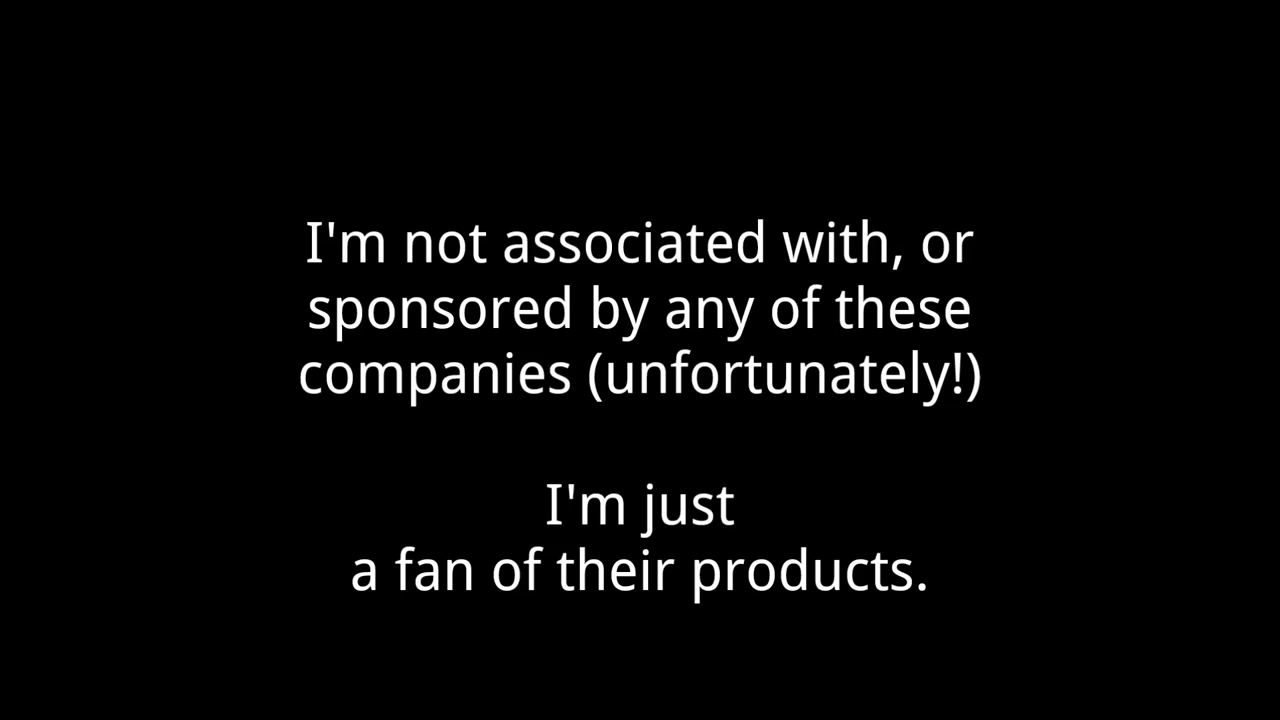 I'm not associated with, or
sponsored by any of these
companies (unfortunately!)
I'm just
a fan of their products.